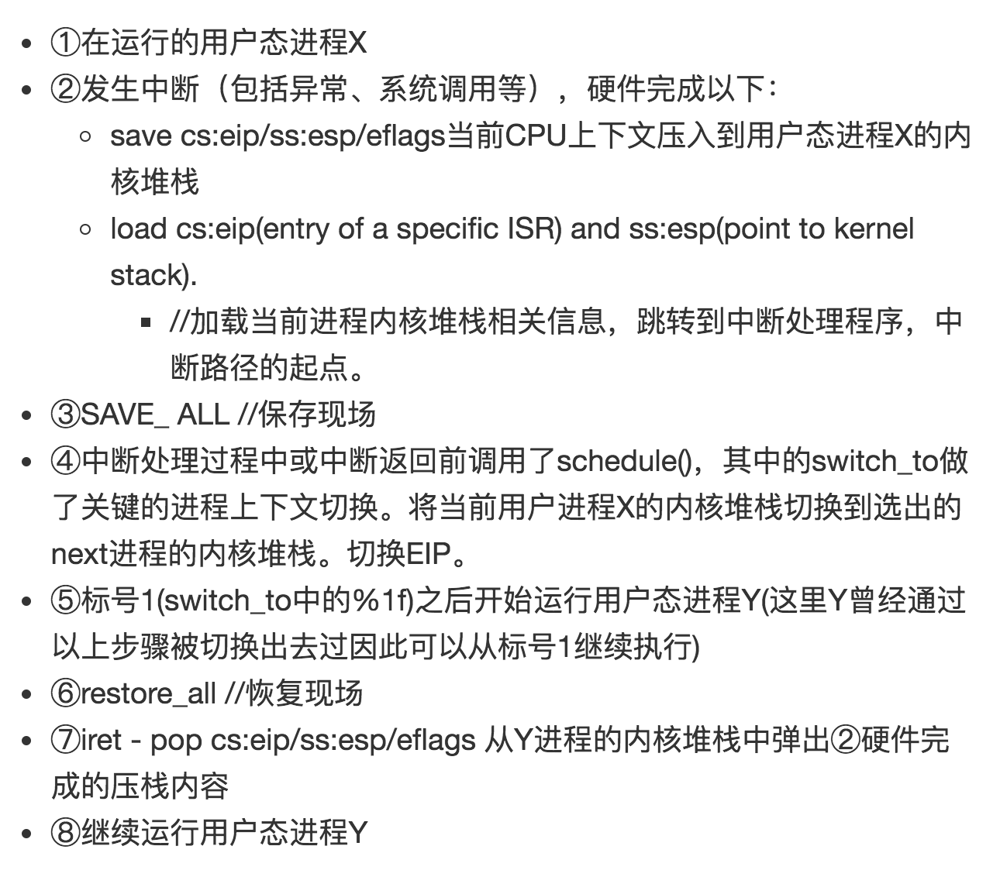 ①在运行的用户态进程X
②发生中断（包括异常、系统调用等），硬件完成以下：
save cs:eip/ss:esp/eflags当前CPU上下文压入到用户态进程X的内
核堆栈
load cs:eip(entry of a specific ISR) and ss:esp(point to kernel
stack).
//加载当前进程内核堆栈相关信息，跳转到中断处理程序，中
断路径的起点。
③SAVE_ ALL //保存现场
④中断处理过程中或中断返回前调用了schedule()，其中的switch_to做
了关键的进程上下文切换。将当前用户进程X的内核堆栈切换到选出的
next进程的内核堆栈。切换EIP。
⑤标号1(switch_to中的%1f)之后开始运行用户态进程Y(这里Y曾经通过
以上步骤被切换出去过因此可以从标号1继续执行)
⑥restore_all //恢复现场
⑦iret - pop cs:eip/ss:esp/eflags 从Y进程的内核堆栈中弹出②硬件完
成的压栈内容
⑧继续运行用户态进程Y